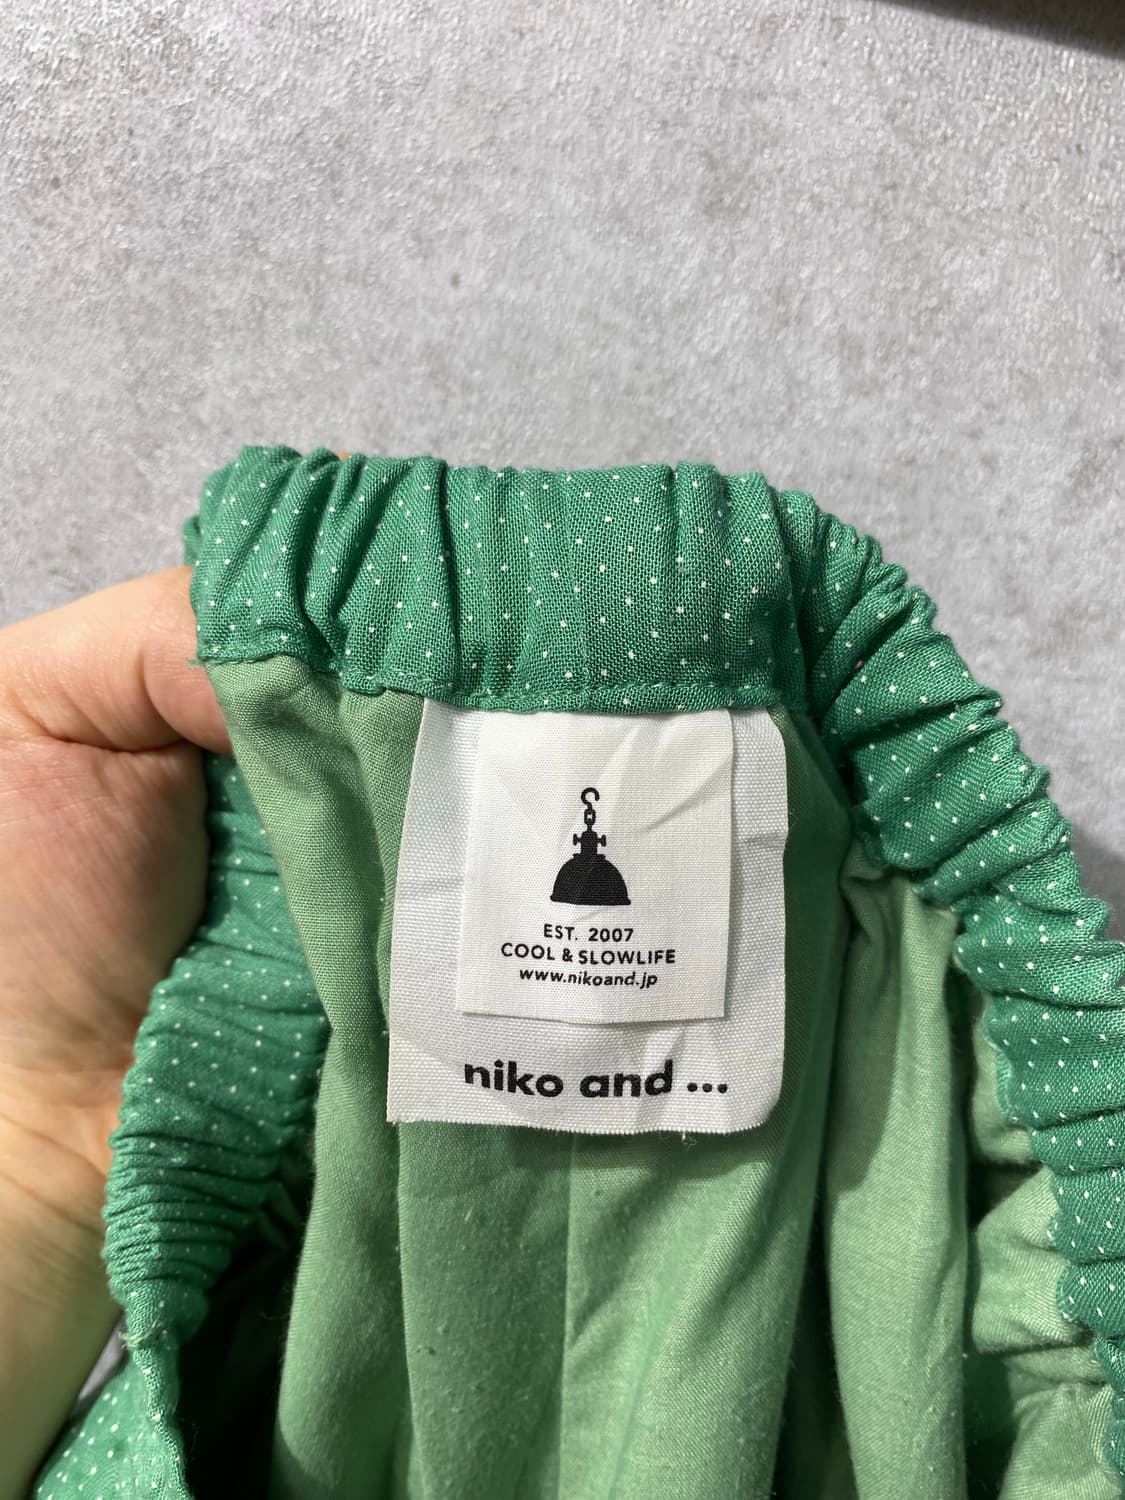 EST. 2007
COOL & SLOWLIFE
www.nikoand.jp
niko and ...